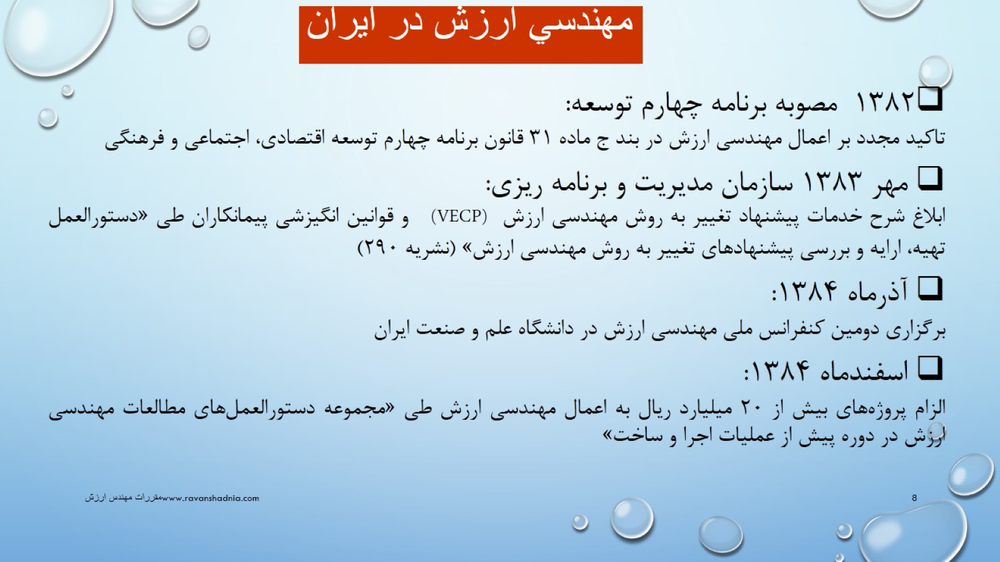 مهندسي ارزش در ايران
❑۱۳۸۲ مصوبه برنامه چهارم توسعه:
تاکید مجدد بر اعمال مهندسی ارزش در بند ج ماده ۳۱ قانون برنامه چهارم توسعه اقتصادی، اجتماعی و فرهنگی
❑ مهر ۱۳۸۳ سازمان مدیریت و برنامه ریزی:
ابلاغ شرح خدمات پیشنهاد تغییر به روش مهندسی ارزش (VECP) و قوانین انگیزشی پیمانکاران طی «دستورالعمل
تهیه، ارایه و بررسی پیشنهادهای تغییر به روش مهندسی ارزش» (نشریه ۲۹۰)
❑ آذرماه ۱۳۸۴:
برگزاری دومین کنفرانس ملی مهندسی ارزش در دانشگاه علم و صنعت ایران
❑ اسفندماه ۱۳۸۴:
الزام پروژه‌های بیش از ۲۰ میلیارد ریال به اعمال مهندسی ارزش طی «مجموعه دستورالعمل‌های مطالعات مهندسی
ارزش در دوره پیش از عملیات اجرا و ساخت»
مقررات مهندس ارزش www.ravanshadnia.com
8